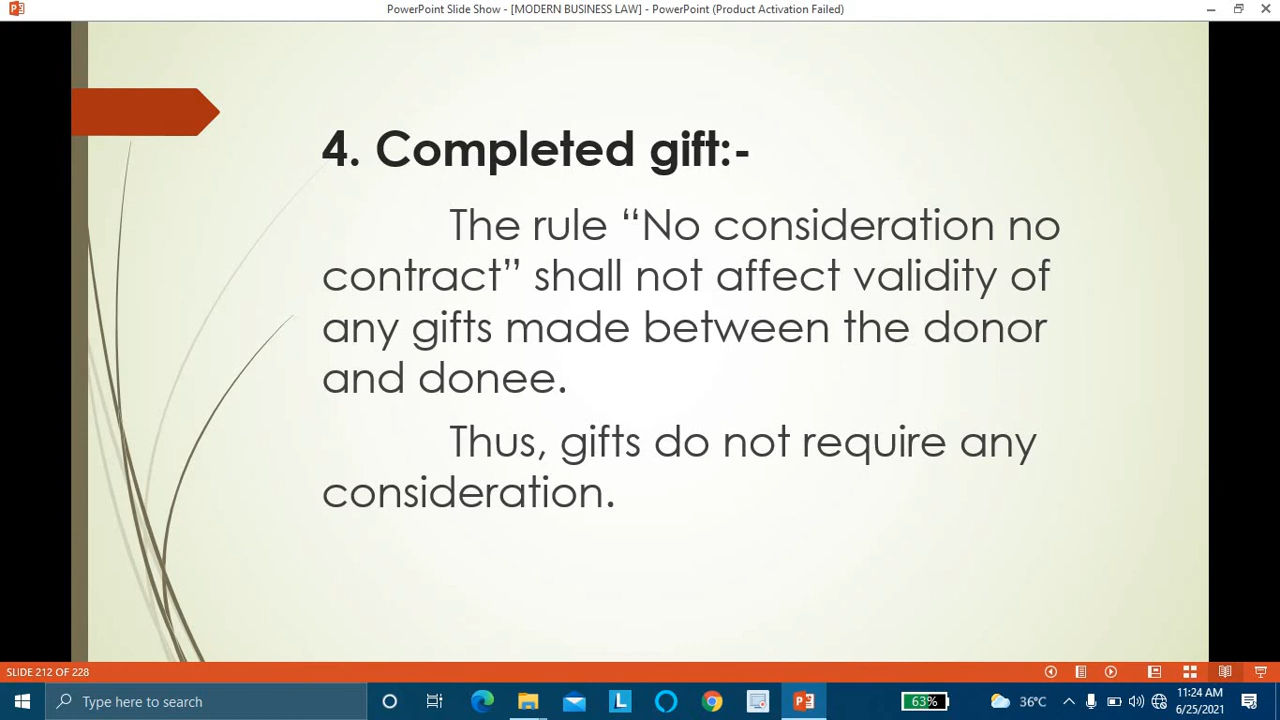 PowerPoint Slide Show - [MODERN BUSINESS LAW] - PowerPoint (Product Activation Failed)
4. Completed gift:-
The rule “No consideration no
contract” shall not affect validity of
any gifts made between the donor
and donee.
Thus, gifts do not require any
consideration.
SLIDE 212 OF 228
Type here to search
L
63%
36°C
11:24 AM
6/25/2021